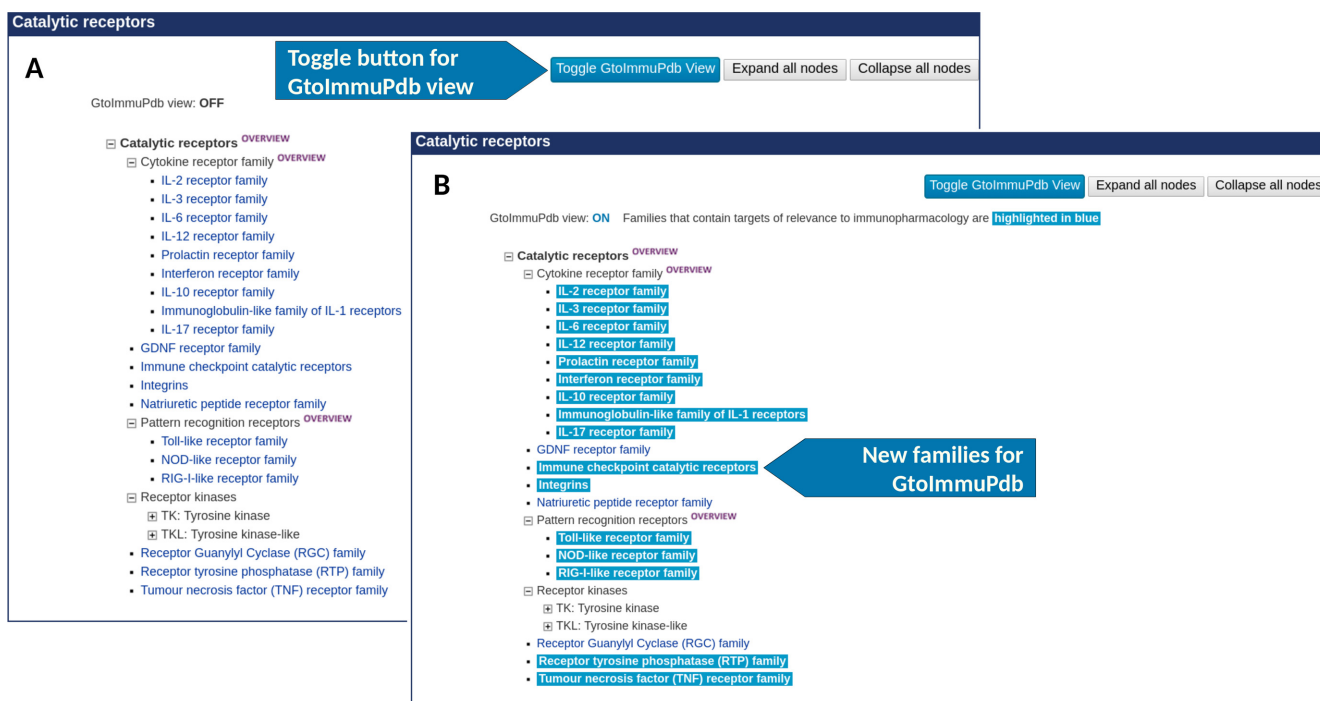 Catalytic receptors
A
Toggle button for
GtoImmuPdb view
Toggle GtoImmuPdb View
Expand all nodes
Collapse all nodes
GtoImmuPdb view: OFF
Catalytic receptors OVERVIEW
Cytokine receptor family OVERVIEW
IL-2 receptor family
IL-3 receptor family
IL-6 receptor family
IL-12 receptor family
Prolactin receptor family
Interferon receptor family
IL-10 receptor family
Immunoglobulin-like family of IL-1 receptors
IL-17 receptor family
GDNF receptor family
Immune checkpoint catalytic receptors
Integrins
Natriuretic peptide receptor family
Pattern recognition receptors OVERVIEW
Toll-like receptor family
NOD-like receptor family
RIG-I-like receptor family
Receptor kinases
TK: Tyrosine kinase
TKL: Tyrosine kinase-like
Receptor Guanylyl Cyclase (RGC) family
Receptor tyrosine phosphatase (RTP) family
Tumour necrosis factor (TNF) receptor family
Catalytic receptors
B
Toggle GtoImmuPdb View
Expand all nodes
Collapse all nodes
GtoImmuPdb view: ON Families that contain targets of relevance to immunopharmacology are highlighted in blue
Catalytic receptors OVERVIEW
Cytokine receptor family OVERVIEW
IL-2 receptor family
IL-3 receptor family
IL-6 receptor family
IL-12 receptor family
Prolactin receptor family
Interferon receptor family
IL-10 receptor family
Immunoglobulin-like family of IL-1 receptors
IL-17 receptor family
GDNF receptor family
Immune checkpoint catalytic receptors
Integrins
Natriuretic peptide receptor family
Pattern recognition receptors OVERVIEW
Toll-like receptor family
NOD-like receptor family
RIG-I-like receptor family
Receptor kinases
TK: Tyrosine kinase
TKL: Tyrosine kinase-like
Receptor Guanylyl Cyclase (RGC) family
Receptor tyrosine phosphatase (RTP) family
Tumour necrosis factor (TNF) receptor family
New families for
GtoImmuPdb